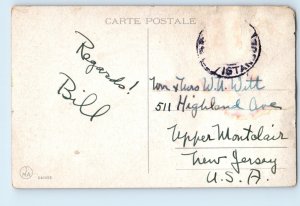 CARTE POSTALE
Regards!
Bill
Mr & Mrs W.H. Witt
511 Highland Ave
Upper Montclair
New Jersey
U.S.A.